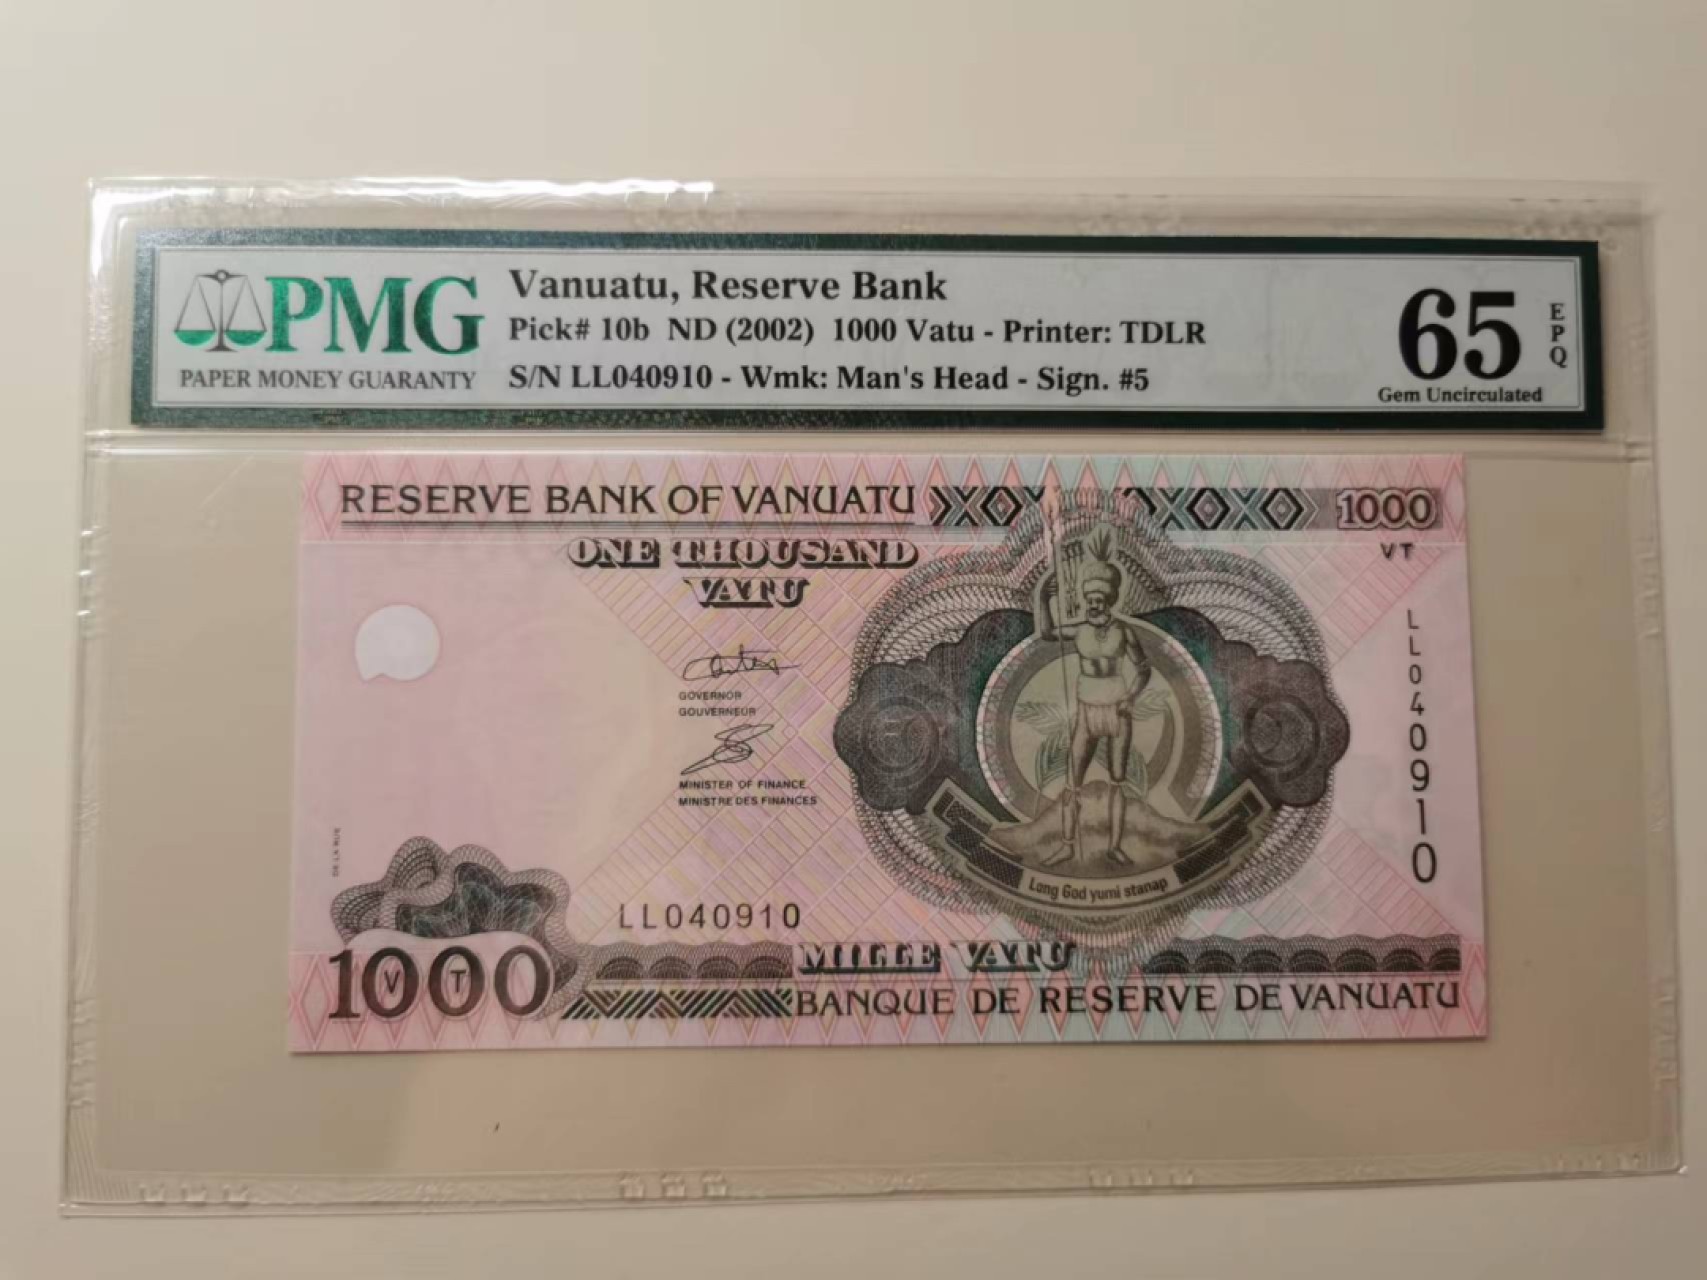 PMG
PAPER MONEY GUARANTY
Vanuatu, Reserve Bank
Pick# 10b ND (2002) 1000 Vatu - Printer: TDLR
S/N LL040910 - Wmk: Man's Head - Sign. #5
65
EPQ
Gem Uncirculated
RESERVE BANK OF VANUATU
1000
VT
ONE THOUSAND
VATU
GOVERNOR
GOUVERNEUR
MINISTER OF FINANCE
MINISTRE DES FINANCES
LL040910
DE LA RUE
Long God yumi stanap
LL040910
1000
VT
MILLE VATU
BANQUE DE RESERVE DE VANUATU